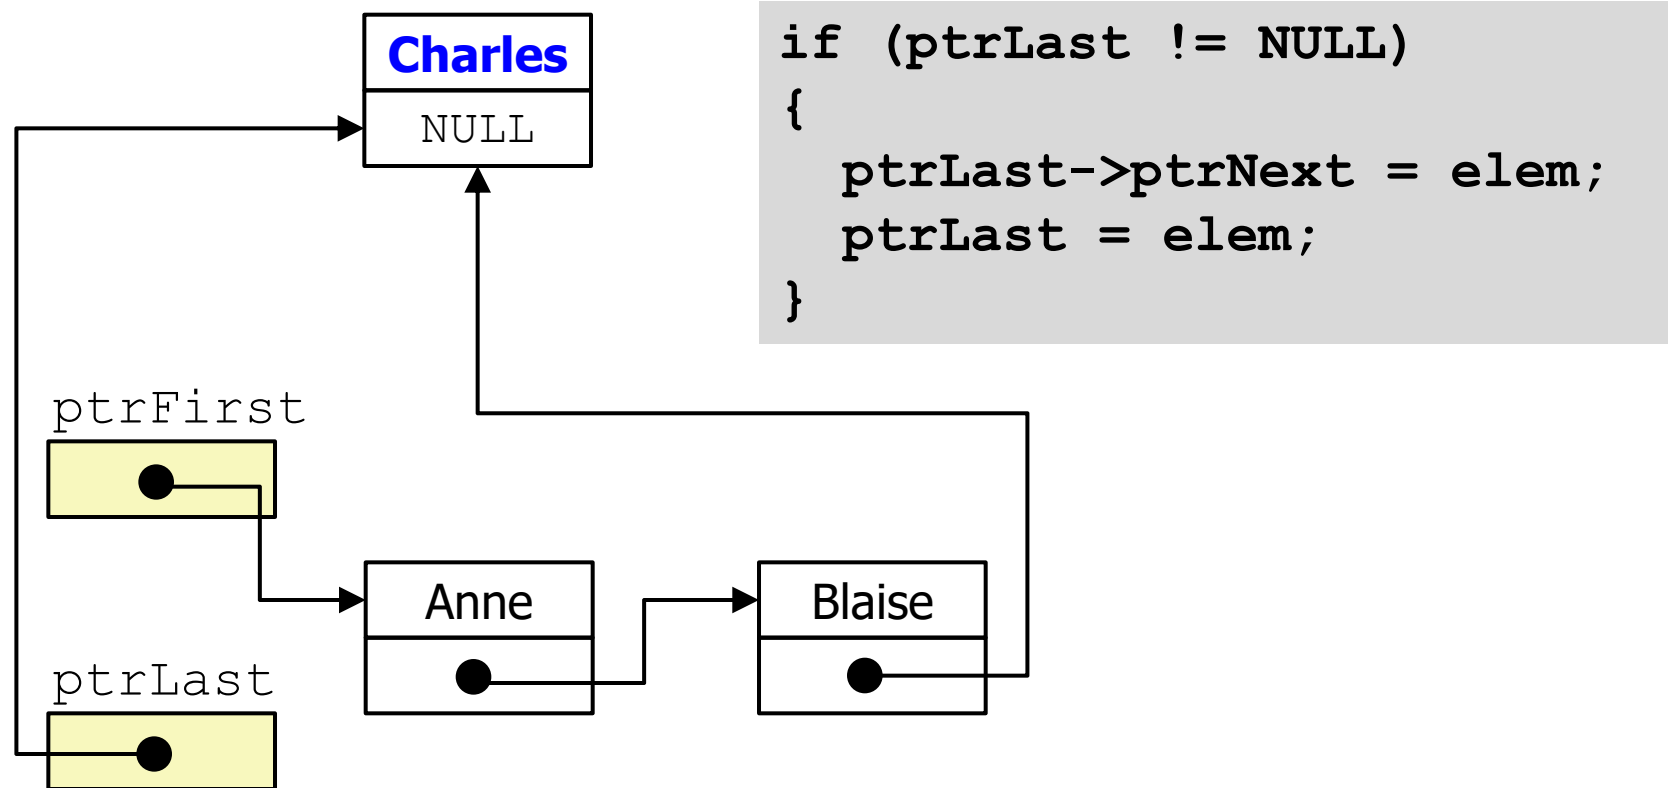 Charles
NULL
if (ptrLast != NULL)
{
ptrLast->ptrNext = elem;
ptrLast = elem;
}
ptrFirst
Anne
Blaise
ptrLast